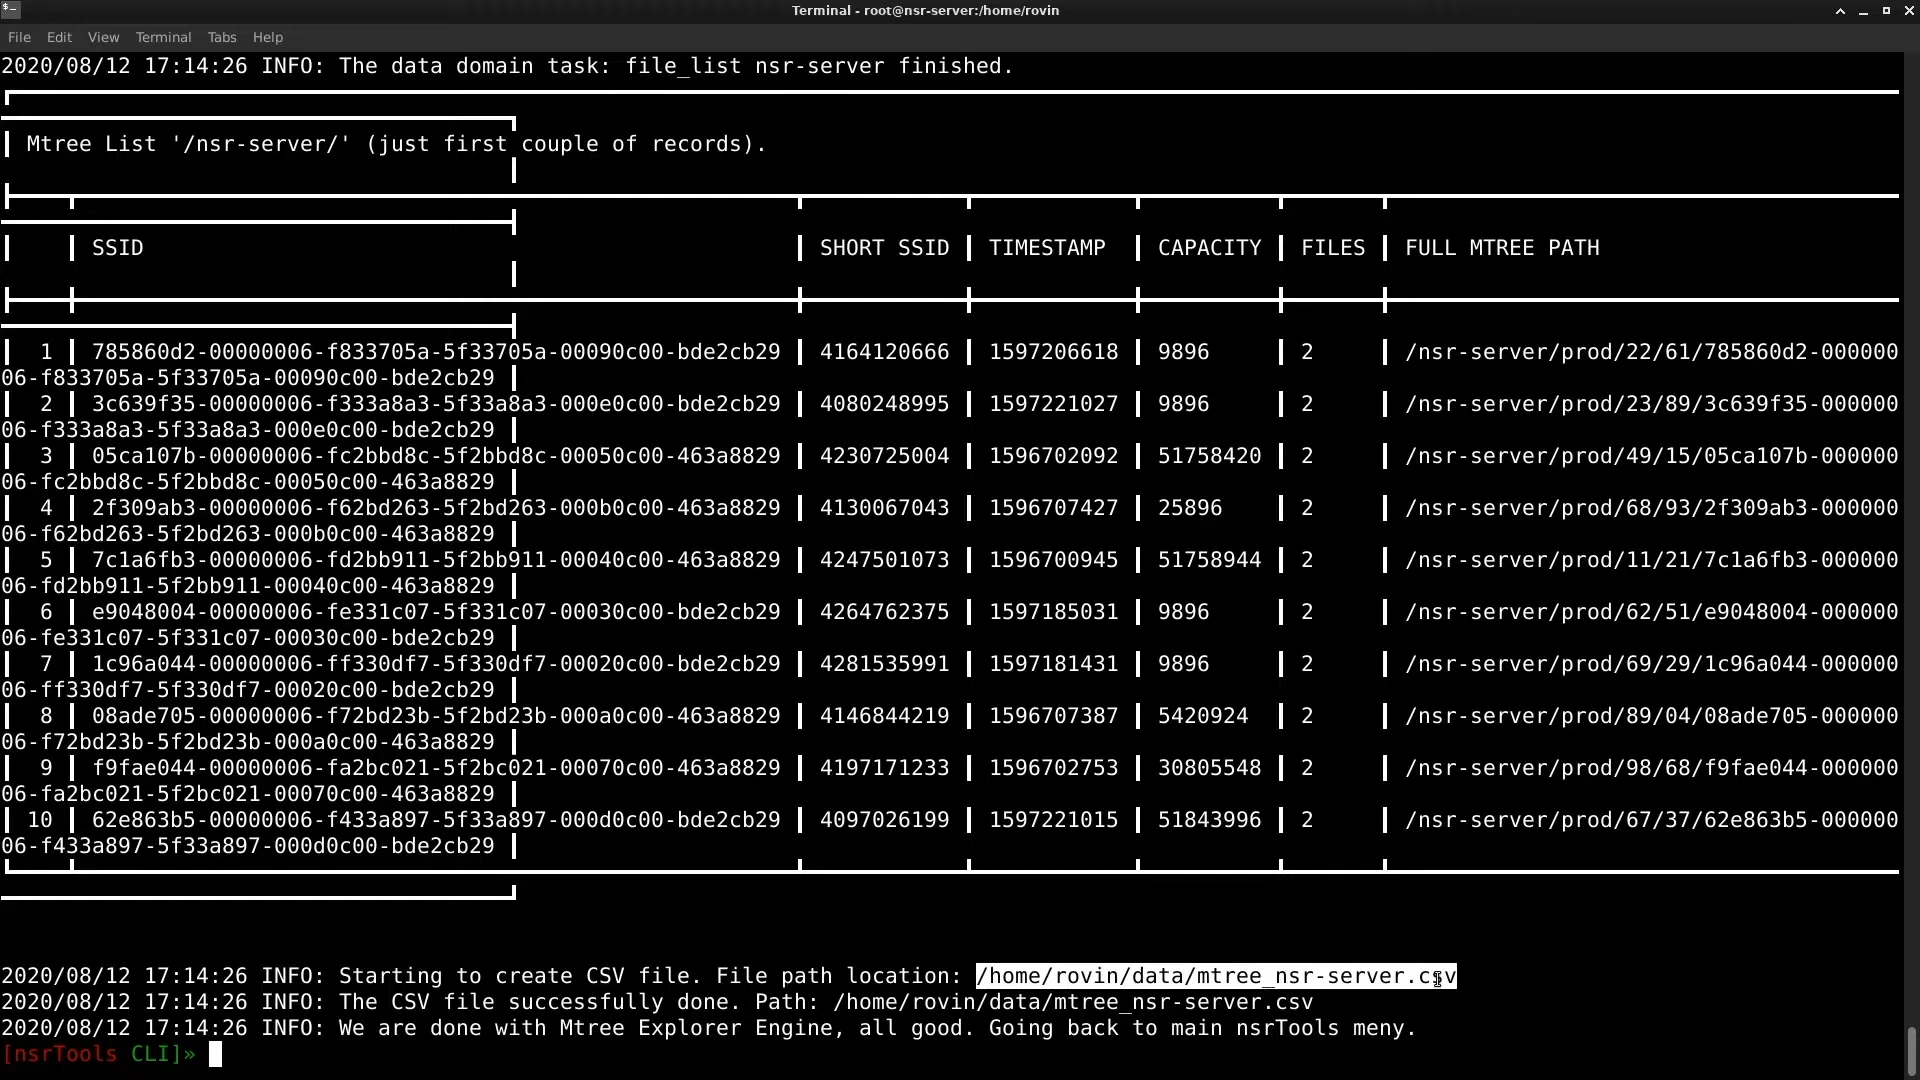 Terminal - root@nsr-server:/home/rovin
File Edit View Terminal Tabs Help
2020/08/12 17:14:26 INFO: The data domain task: file_list nsr-server finished.
Mtree List '/nsr-server/' (just first couple of records).
SSID SHORT SSID TIMESTAMP CAPACITY FILES FULL MTREE PATH
1 785860d2-00000006-f833705a-5f33705a-00090c00-bde2cb29 4164120666 1597206618 9896 2 /nsr-server/prod/22/61/785860d2-000000
06-f833705a-5f33705a-00090c00-bde2cb29
2 3c639f35-00000006-f333a8a3-5f33a8a3-000e0c00-bde2cb29 4080248995 1597221027 9896 2 /nsr-server/prod/23/89/3c639f35-000000
06-f333a8a3-5f33a8a3-000e0c00-bde2cb29
3 05ca107b-00000006-fc2bbd8c-5f2bbd8c-00050c00-463a8829 4230725004 1596702092 51758420 2 /nsr-server/prod/49/15/05ca107b-000000
06-fc2bbd8c-5f2bbd8c-00050c00-463a8829
4 2f309ab3-00000006-f62bd263-5f2bd263-000b0c00-463a8829 4130067043 1596707427 25896 2 /nsr-server/prod/68/93/2f309ab3-000000
06-f62bd263-5f2bd263-000b0c00-463a8829
5 7c1a6fb3-00000006-fd2bb911-5f2bb911-00040c00-463a8829 4247501073 1596700945 51758944 2 /nsr-server/prod/11/21/7c1a6fb3-000000
06-fd2bb911-5f2bb911-00040c00-463a8829
6 e9048004-00000006-fe331c07-5f331c07-00030c00-bde2cb29 4264762375 1597185031 9896 2 /nsr-server/prod/62/51/e9048004-000000
06-fe331c07-5f331c07-00030c00-bde2cb29
7 1c96a044-00000006-ff330df7-5f330df7-00020c00-bde2cb29 4281535991 1597181431 9896 2 /nsr-server/prod/69/29/1c96a044-000000
06-ff330df7-5f330df7-00020c00-bde2cb29
8 08ade705-00000006-f72bd23b-5f2bd23b-000a0c00-463a8829 4146844219 1596707387 5420924 2 /nsr-server/prod/89/04/08ade705-000000
06-f72bd23b-5f2bd23b-000a0c00-463a8829
9 f9fae044-00000006-fa2bc021-5f2bc021-00070c00-463a8829 4197171233 1596702753 30805548 2 /nsr-server/prod/98/68/f9fae044-000000
06-fa2bc021-5f2bc021-00070c00-463a8829
10 62e863b5-00000006-f433a897-5f33a897-000d0c00-bde2cb29 4097026199 1597221015 51843996 2 /nsr-server/prod/67/37/62e863b5-000000
06-f433a897-5f33a897-000d0c00-bde2cb29
2020/08/12 17:14:26 INFO: Starting to create CSV file. File path location: /home/rovin/data/mtree_nsr-server.csv
2020/08/12 17:14:26 INFO: The CSV file successfully done. Path: /home/rovin/data/mtree_nsr-server.csv
2020/08/12 17:14:26 INFO: We are done with Mtree Explorer Engine, all good. Going back to main nsrTools meny.
[nsrTools CLI]»